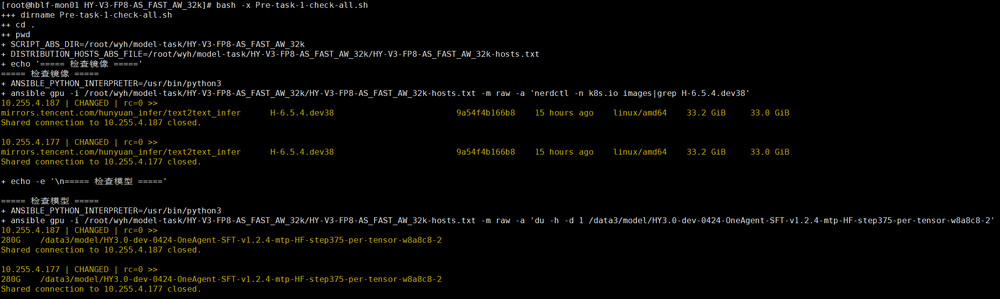 [root@hblf-mon01 HY-V3-FP8-AS_FAST_AW_32k]# bash -x Pre-task-1-check-all.sh
+++ dirname Pre-task-1-check-all.sh
++ cd .
++ pwd
+ SCRIPT_ABS_DIR=/root/wyh/model-task/HY-V3-FP8-AS_FAST_AW_32k
+ DISTRIBUTION_HOSTS_ABS_FILE=/root/wyh/model-task/HY-V3-FP8-AS_FAST_AW_32k/HY-V3-FP8-AS_FAST_AW_32k-hosts.txt
+ echo '===== 检查镜像 ====='
===== 检查镜像 =====
+ ANSIBLE_PYTHON_INTERPRETER=/usr/bin/python3
+ ansible gpu -i /root/wyh/model-task/HY-V3-FP8-AS_FAST_AW_32k/HY-V3-FP8-AS_FAST_AW_32k-hosts.txt -m raw -a 'nerdctl -n k8s.io images|grep H-6.5.4.dev38'
10.255.4.187 | CHANGED | rc=0 >>
mirrors.tencent.com/hunyuan_infer/text2text_infer      H-6.5.4.dev38                         9a54f4b166b8    15 hours ago    linux/amd64    33.2 GiB     33.0 GiB
Shared connection to 10.255.4.187 closed.
10.255.4.177 | CHANGED | rc=0 >>
mirrors.tencent.com/hunyuan_infer/text2text_infer      H-6.5.4.dev38                         9a54f4b166b8    15 hours ago    linux/amd64    33.2 GiB     33.0 GiB
Shared connection to 10.255.4.177 closed.
+ echo -e '\n===== 检查模型 ====='
===== 检查模型 =====
+ ANSIBLE_PYTHON_INTERPRETER=/usr/bin/python3
+ ansible gpu -i /root/wyh/model-task/HY-V3-FP8-AS_FAST_AW_32k/HY-V3-FP8-AS_FAST_AW_32k-hosts.txt -m raw -a 'du -h -d 1 /data3/model/HY3.0-dev-0424-OneAgent-SFT-v1.2.4-mtp-HF-step375-per-tensor-w8a8c8-2'
10.255.4.187 | CHANGED | rc=0 >>
280G    /data3/model/HY3.0-dev-0424-OneAgent-SFT-v1.2.4-mtp-HF-step375-per-tensor-w8a8c8-2
Shared connection to 10.255.4.187 closed.
10.255.4.177 | CHANGED | rc=0 >>
280G    /data3/model/HY3.0-dev-0424-OneAgent-SFT-v1.2.4-mtp-HF-step375-per-tensor-w8a8c8-2
Shared connection to 10.255.4.177 closed.